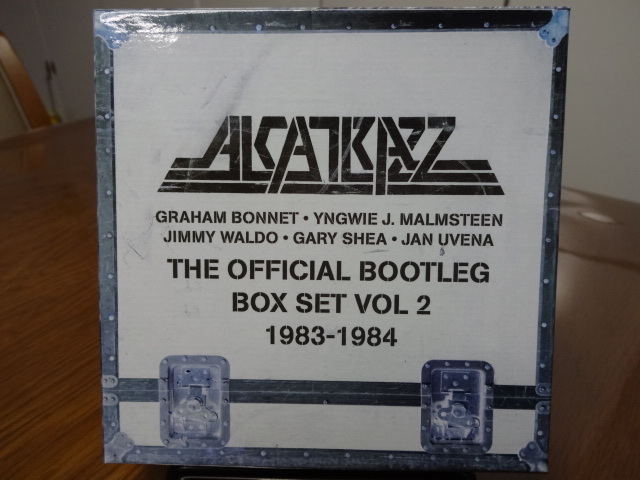 ALCATRAZZ
GRAHAM BONNET • YNGWIE J. MALMSTEEN
JIMMY WALDO • GARY SHEA • JAN UVENA
THE OFFICIAL BOOTLEG
BOX SET VOL 2
1983-1984